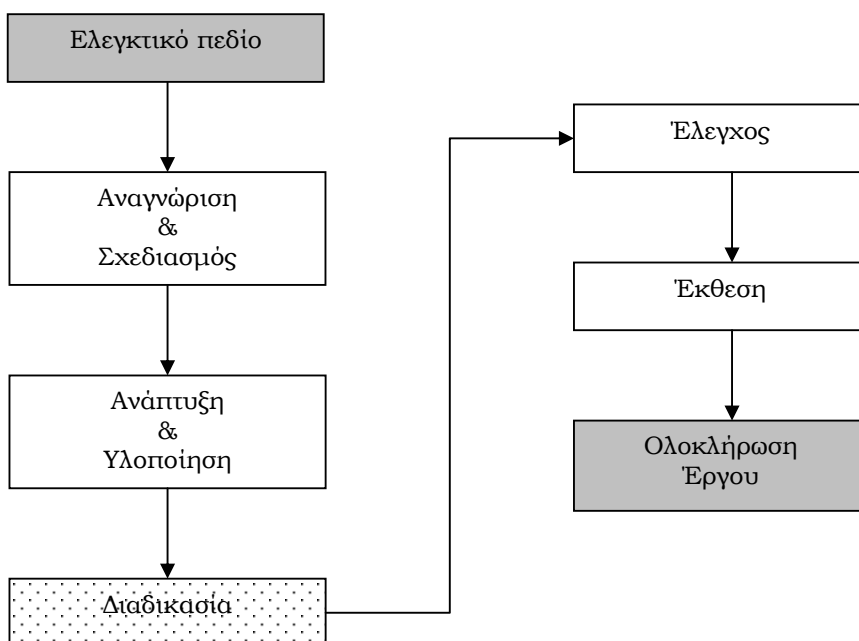 Ελεγκτικό πεδίο
Αναγνώριση
&
Σχεδιασμός
Ανάπτυξη
&
Υλοποίηση
Διαδικασία
Έλεγχος
Έκθεση
Ολοκλήρωση
Έργου